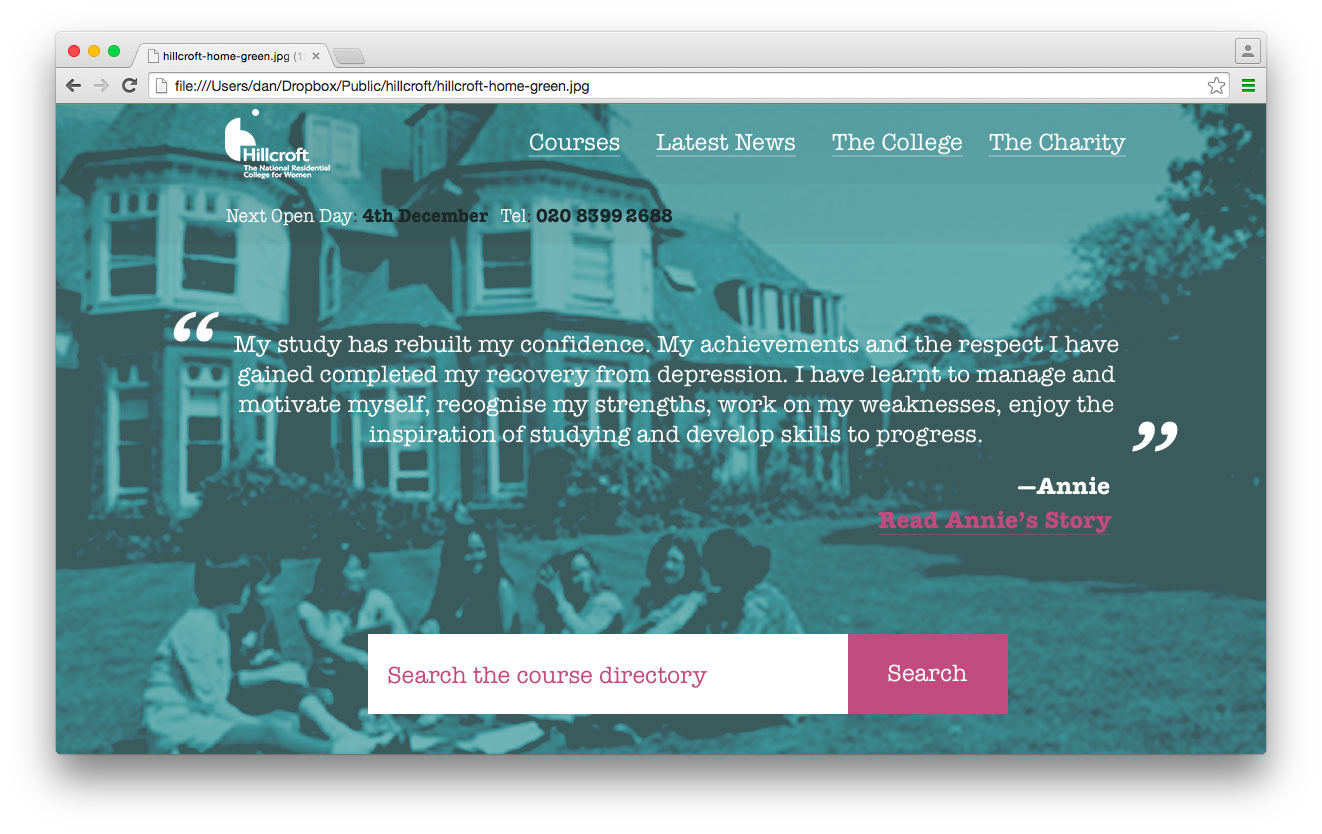 hillcroft-home-green.jpg (1
file:///Users/dan/Dropbox/Public/hillcroft/hillcroft-home-green.jpg
Hillcroft
The National Residential
College for Women
Courses Latest News The College The Charity
Next Open Day: 4th December Tel: 020 8399 2688
“My study has rebuilt my confidence. My achievements and the respect I have
gained completed my recovery from depression. I have learnt to manage and
motivate myself, recognise my strengths, work on my weaknesses, enjoy the
inspiration of studying and develop skills to progress.”
—Annie
Read Annie’s Story
Search the course directory Search